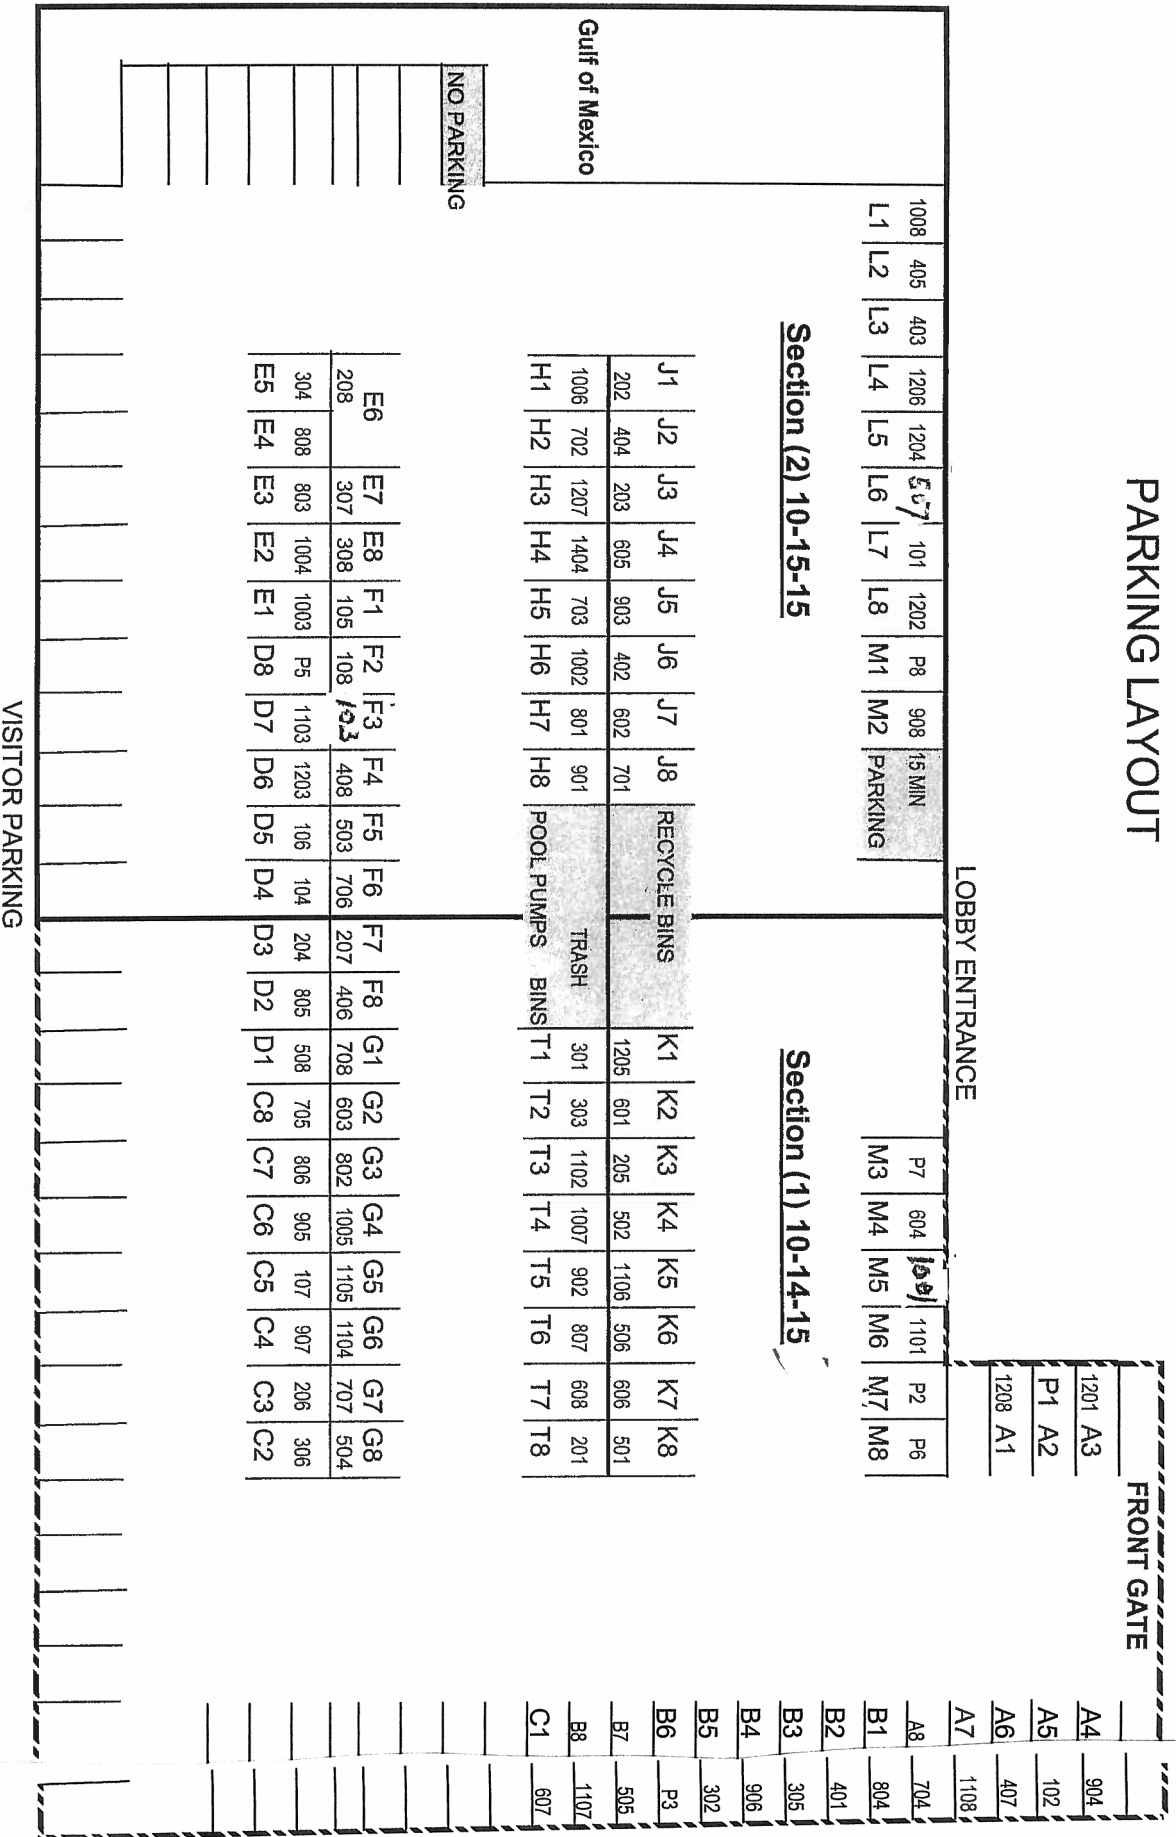 PARKING LAYOUT
LOBBY ENTRANCE
FRONT GATE
1201 A3
P1 A2
1208 A1
1008 405 403 1206 1204 507 101 1202 P8 908 15 MIN
L1 L2 L3 L4 L5 L6 L7 L8 M1 M2 PARKING
P7 604 1001 1101 P2 P6
M3 M4 M5 M6 M7 M8
Section (2) 10-15-15
Section (1) 10-14-15
Gulf of Mexico
NO PARKING
J1 J2 J3 J4 J5 J6 J7 J8 RECYCLE BINS K1 K2 K3 K4 K5 K6 K7 K8
202 404 203 605 903 402 602 701 1205 601 205 502 1106 506 606 501
1006 702 1207 1404 703 1002 801 901 TRASH 301 303 1102 1007 902 807 608 201
H1 H2 H3 H4 H5 H6 H7 H8 POOL PUMPS BINS T1 T2 T3 T4 T5 T6 T7 T8
E6 E7 E8 F1 F2 F3 F4 F5 F6 F7 F8 G1 G2 G3 G4 G5 G6 G7 G8
208 307 308 105 108 103 408 503 706 207 406 708 603 802 1005 1105 1104 707 504
304 808 803 1004 1003 P5 1103 1203 106 104 204 805 508 705 806 905 107 907 206 306
E5 E4 E3 E2 E1 D8 D7 D6 D5 D4 D3 D2 D1 C8 C7 C6 C5 C4 C3 C2
A4 904
A5 102
A6 407
A7 1108
A8 704
B1 804
B2 401
B3 305
B4 906
B5 302
B6 P3
B7 505
B8 1107
C1 607
VISITOR PARKING